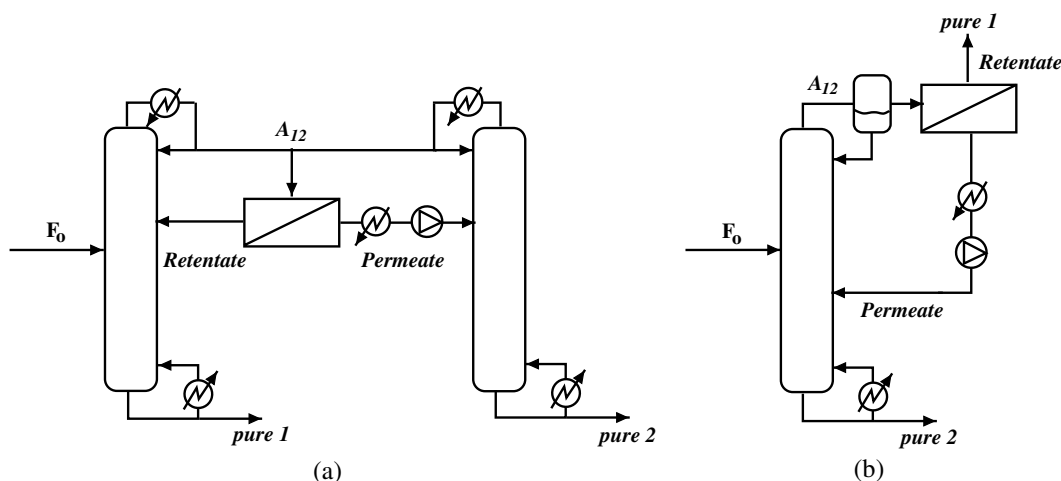 A12
Fo
Retentate
Permeate
pure 1
pure 2
(a)
pure 1
Retentate
A12
Fo
Permeate
pure 2
(b)